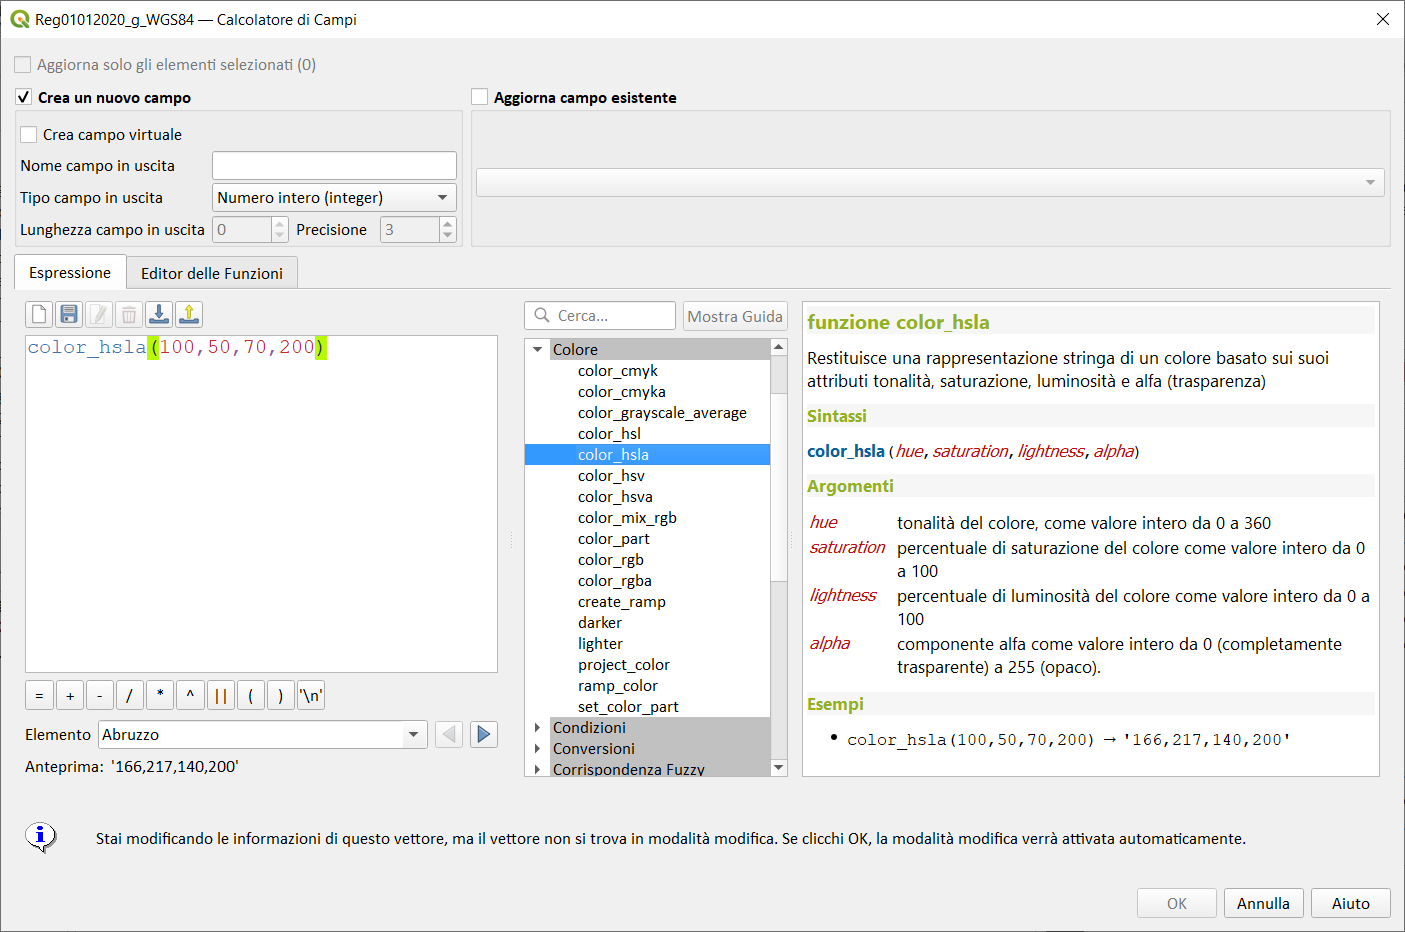 Reg01012020_g_WGS84 — Calcolatore di Campi
Aggiorna solo gli elementi selezionati (0)
Crea un nuovo campo
Aggiorna campo esistente
Crea campo virtuale
Nome campo in uscita
Tipo campo in uscita Numero intero (integer)
Lunghezza campo in uscita 0 Precisione 3
Espressione Editor delle Funzioni
color_hsla(100,50,70,200)
= + - / * ^ || ( ) '\n'
Elemento Abruzzo
Anteprima: '166,217,140,200'
Cerca... Mostra Guida
Colore
color_cmyk
color_cmyka
color_grayscale_average
color_hsl
color_hsla
color_hsv
color_hsva
color_mix_rgb
color_part
color_rgb
color_rgba
create_ramp
darker
lighter
project_color
ramp_color
set_color_part
Condizioni
Conversioni
Corrispondenza Fuzzy
funzione color_hsla
Restituisce una rappresentazione stringa di un colore basato sui suoi
attributi tonalità, saturazione, luminosità e alfa (trasparenza)
Sintassi
color_hsla(hue, saturation, lightness, alpha)
Argomenti
hue tonalità del colore, come valore intero da 0 a 360
saturation percentuale di saturazione del colore come valore intero da 0
a 100
lightness percentuale di luminosità del colore come valore intero da 0 a
100
alpha componente alfa come valore intero da 0 (completamente
trasparente) a 255 (opaco).
Esempi
• color_hsla(100,50,70,200) → '166,217,140,200'
Stai modificando le informazioni di questo vettore, ma il vettore non si trova in modalità modifica. Se clicchi OK, la modalità modifica verrà attivata automaticamente.
OK Annulla Aiuto